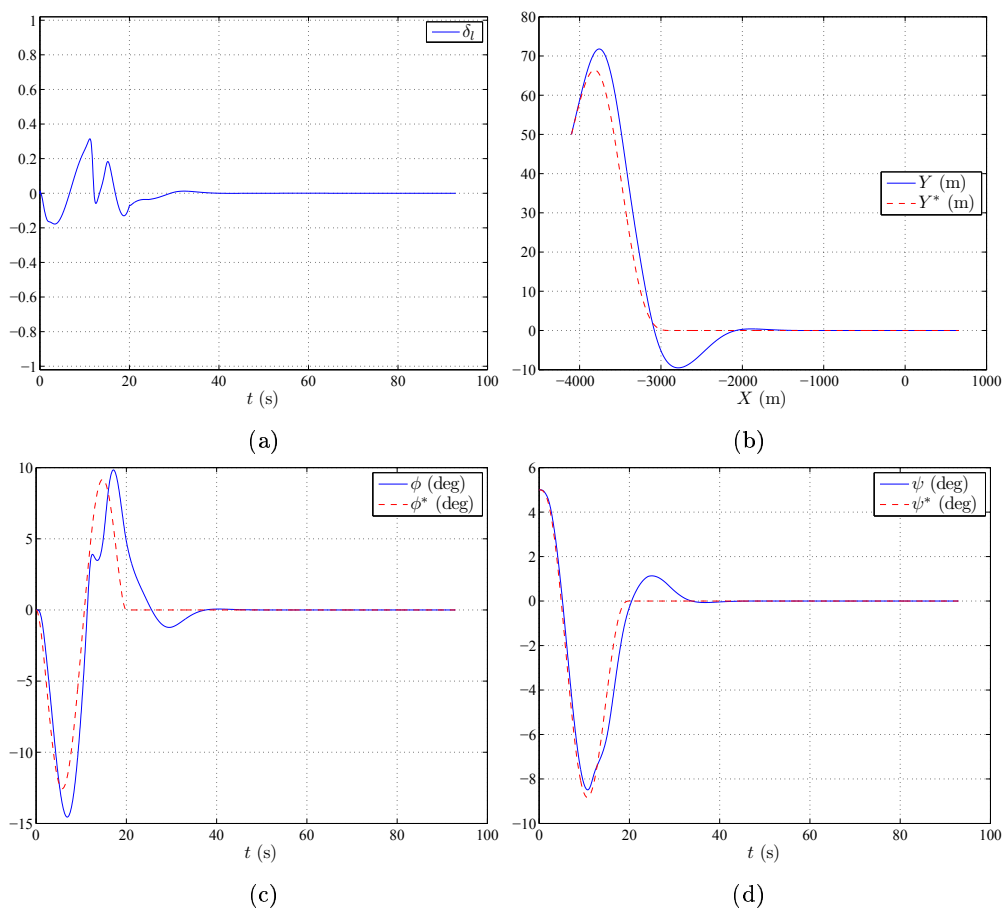 1
0.8
0.6
0.4
0.2
0
−0.2
−0.4
−0.6
−0.8
−1
0 20 40 60 80 100
t (s)
δ_l
(a)
80
70
60
50
40
30
20
10
0
−10
−4000 −3000 −2000 −1000 0 1000
X (m)
Y (m)
Y* (m)
(b)
10
5
0
−5
−10
−15
0 20 40 60 80 100
t (s)
ϕ (deg)
ϕ* (deg)
(c)
6
4
2
0
−2
−4
−6
−8
−10
0 20 40 60 80 100
t (s)
ψ (deg)
ψ* (deg)
(d)